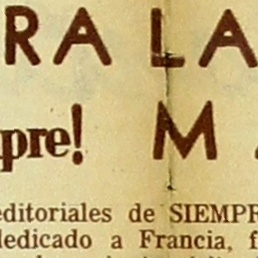 RA LA
pre! M A
editoriales de SIEMPR
dedicado a Francia, f